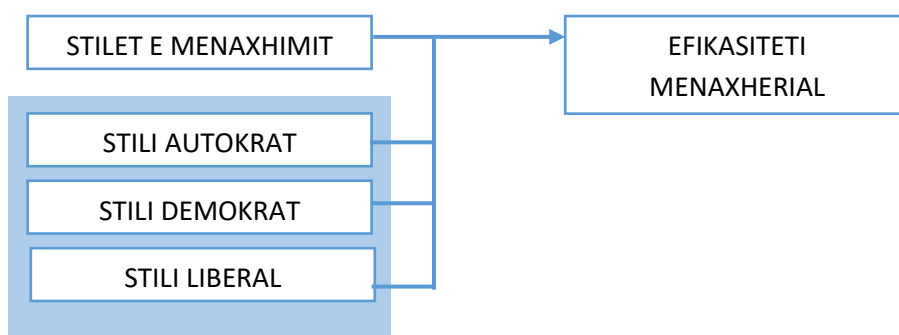 STILET E MENAXHIMIT
EFIKASITETI
MENAXHERIAL
STILI AUTOKRAT
STILI DEMOKRAT
STILI LIBERAL